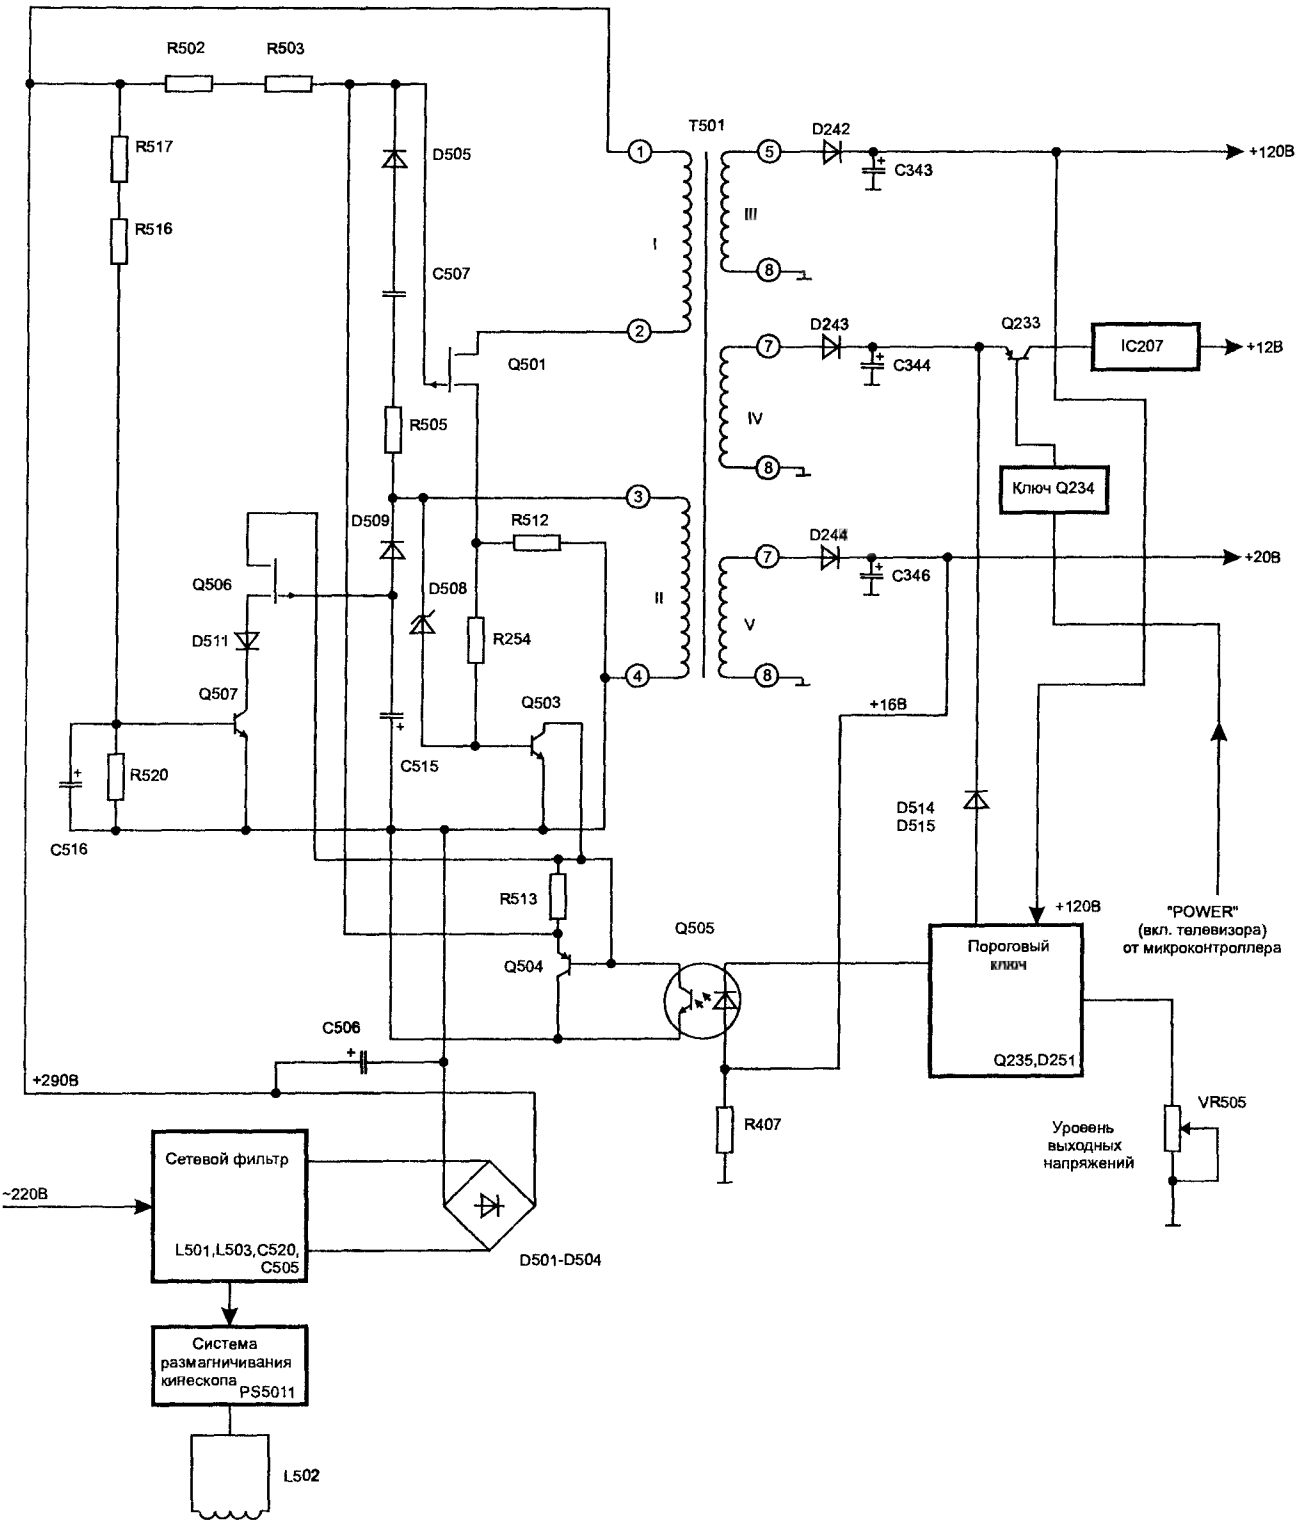 R502
R503
R517
D505
R516
C507
T501
1
5
D242
C343
+120В
III
I
8
2
Q501
7
D243
C344
Q233
IC207
+12В
IV
8
R505
3
Ключ Q234
D509
R512
7
D244
C346
+20В
Q506
D508
II
V
D511
R254
4
8
Q507
Q503
+16В
R520
C515
C516
D514
D515
R513
Q505
+120В
"POWER"
(вкл. телевизора)
от микроконтроллера
Q504
Пороговый
ключ
Q235,D251
C506
+290В
R407
VR505
Уровень
выходных
напряжений
~220В
Сетевой фильтр
L501,L503,C520,
C505
D501-D504
Система
размагничивания
кинескопа
PS5011
L502